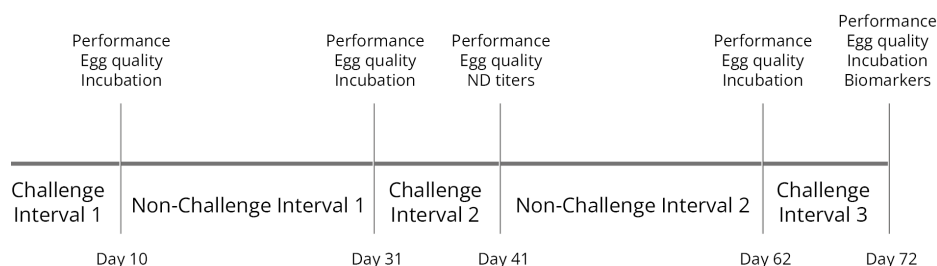 Performance
Egg quality
Incubation
Performance
Egg quality
Incubation
Performance
Egg quality
ND titers
Performance
Egg quality
Incubation
Performance
Egg quality
Incubation
Biomarkers
Challenge
Interval 1
Non-Challenge Interval 1
Challenge
Interval 2
Non-Challenge Interval 2
Challenge
Interval 3
Day 10
Day 31
Day 41
Day 62
Day 72